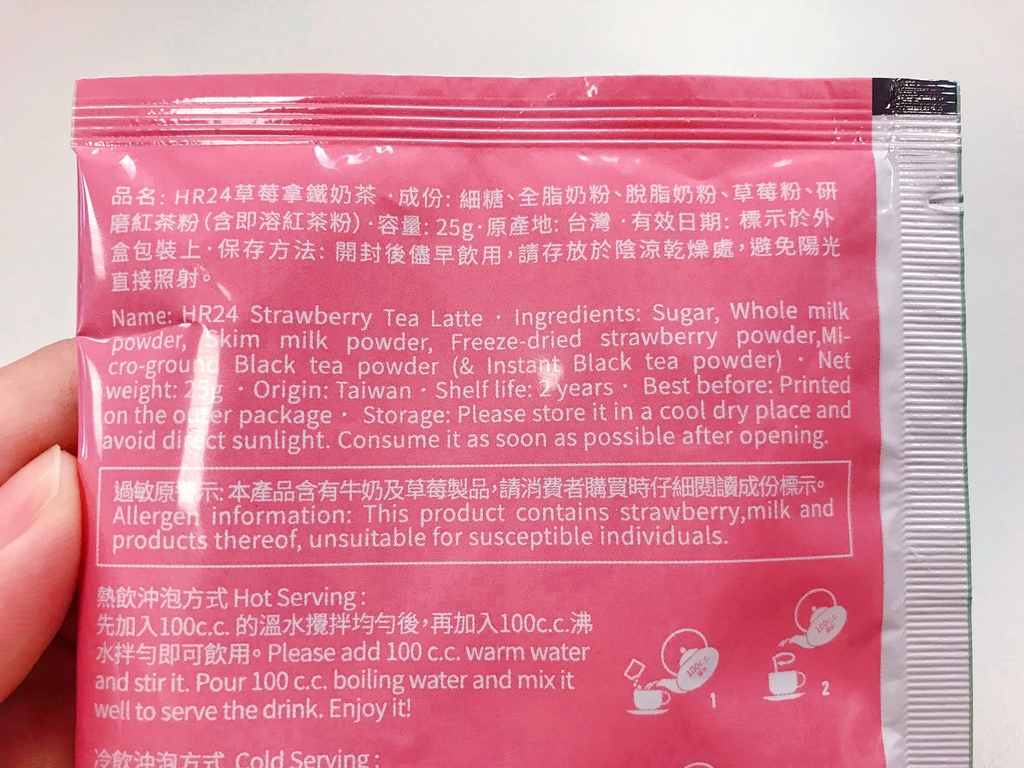 品名: HR24草莓拿鐵奶茶 ·成份: 細糖、全脂奶粉、脫脂奶粉、草莓粉、研
磨紅茶粉(含即溶紅茶粉)·容量: 25g·原產地: 台灣 ·有效日期: 標示於外
盒包裝上·保存方法: 開封後儘早飲用,請存放於陰涼乾燥處,避免陽光
直接照射。
Name: HR24 Strawberry Tea Latte · Ingredients: Sugar, Whole milk
powder, Skim milk powder, Freeze-dried strawberry powder,Mi-
cro-ground Black tea powder (& Instant Black tea powder) · Net
weight: 25g · Origin: Taiwan · Shelf life: 2 years · Best before: Printed
on the outer package · Storage: Please store it in a cool dry place and
avoid direct sunlight. Consume it as soon as possible after opening.
過敏原警示: 本產品含有牛奶及草莓製品,請消費者購買時仔細閱讀成份標示。
Allergen information: This product contains strawberry,milk and
products thereof, unsuitable for susceptible individuals.
熱飲沖泡方式 Hot Serving :
先加入100c.c. 的溫水攪拌均勻後,再加入100c.c.沸
水拌勻即可飲用。Please add 100 c.c. warm water
and stir it. Pour 100 c.c. boiling water and mix it
well to serve the drink. Enjoy it!
100c.c.
1
100c.c.
2
冷飲沖泡方式 Cold Serving :